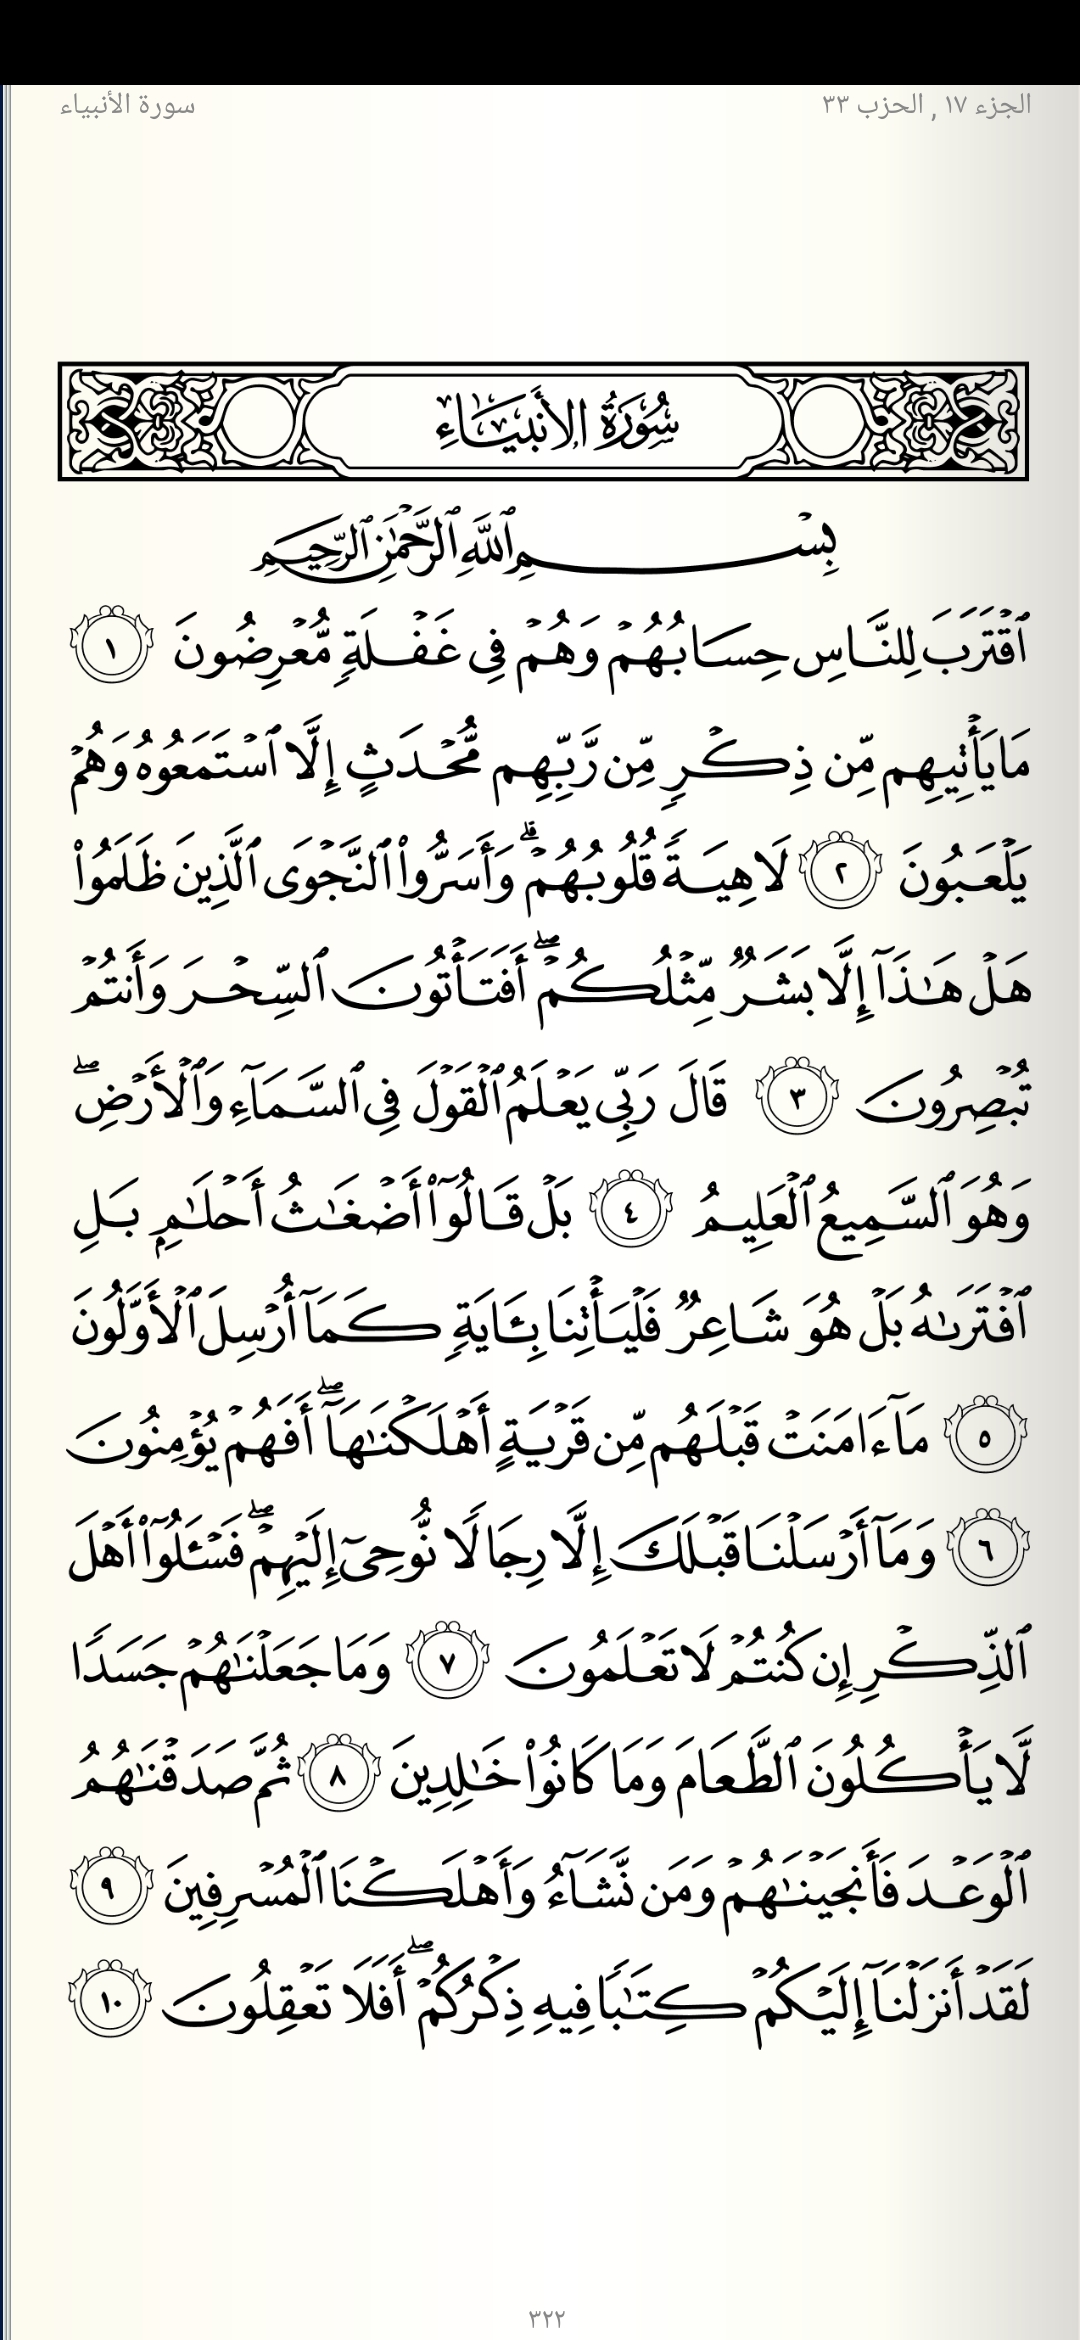 الجزء ١٧ , الحزب ٣٣
سورة الأنبياء
سُورَةُ الأَنبِيَاءِ
بِسْمِ ٱللَّهِ ٱلرَّحْمَٰنِ ٱلرَّحِيمِ
ٱقْتَرَبَ لِلنَّاسِ حِسَابُهُمْ وَهُمْ فِى غَفْلَةٍ مُّعْرِضُونَ ١
مَا يَأْتِيهِم مِّن ذِكْرٍ مِّن رَّبِّهِم مُّحْدَثٍ إِلَّا ٱسْتَمَعُوهُ وَهُمْ
يَلْعَبُونَ ٢ لَاهِيَةً قُلُوبُهُمْ ۗ وَأَسَرُّوا۟ ٱلنَّجْوَى ٱلَّذِينَ ظَلَمُوا۟
هَلْ هَٰذَآ إِلَّا بَشَرٌ مِّثْلُكُمْ ۖ أَفَتَأْتُونَ ٱلسِّحْرَ وَأَنتُمْ
تُبْصِرُونَ ٣ قَالَ رَبِّى يَعْلَمُ ٱلْقَوْلَ فِى ٱلسَّمَآءِ وَٱلْأَرْضِ ۖ
وَهُوَ ٱلسَّمِيعُ ٱلْعَلِيمُ ٤ بَلْ قَالُوٓا۟ أَضْغَٰثُ أَحْلَٰمٍۭ بَلِ
ٱفْتَرَىٰهُ بَلْ هُوَ شَاعِرٌ فَلْيَأْتِنَا بِـَٔايَةٍ كَمَآ أُرْسِلَ ٱلْأَوَّلُونَ
٥ مَآ ءَامَنَتْ قَبْلَهُم مِّن قَرْيَةٍ أَهْلَكْنَٰهَآ ۖ أَفَهُمْ يُؤْمِنُونَ
٦ وَمَآ أَرْسَلْنَا قَبْلَكَ إِلَّا رِجَالًا نُّوحِىٓ إِلَيْهِمْ ۖ فَسْـَٔلُوٓا۟ أَهْلَ
ٱلذِّكْرِ إِن كُنتُمْ لَا تَعْلَمُونَ ٧ وَمَا جَعَلْنَٰهُمْ جَسَدًا
لَّا يَأْكُلُونَ ٱلطَّعَامَ وَمَا كَانُوا۟ خَٰلِدِينَ ٨ ثُمَّ صَدَقْنَٰهُمُ
ٱلْوَعْدَ فَأَنجَيْنَٰهُمْ وَمَن نَّشَآءُ وَأَهْلَكْنَا ٱلْمُسْرِفِينَ ٩
لَقَدْ أَنزَلْنَآ إِلَيْكُمْ كِتَٰبًا فِيهِ ذِكْرُكُمْ ۖ أَفَلَا تَعْقِلُونَ ١٠
٣٢٢